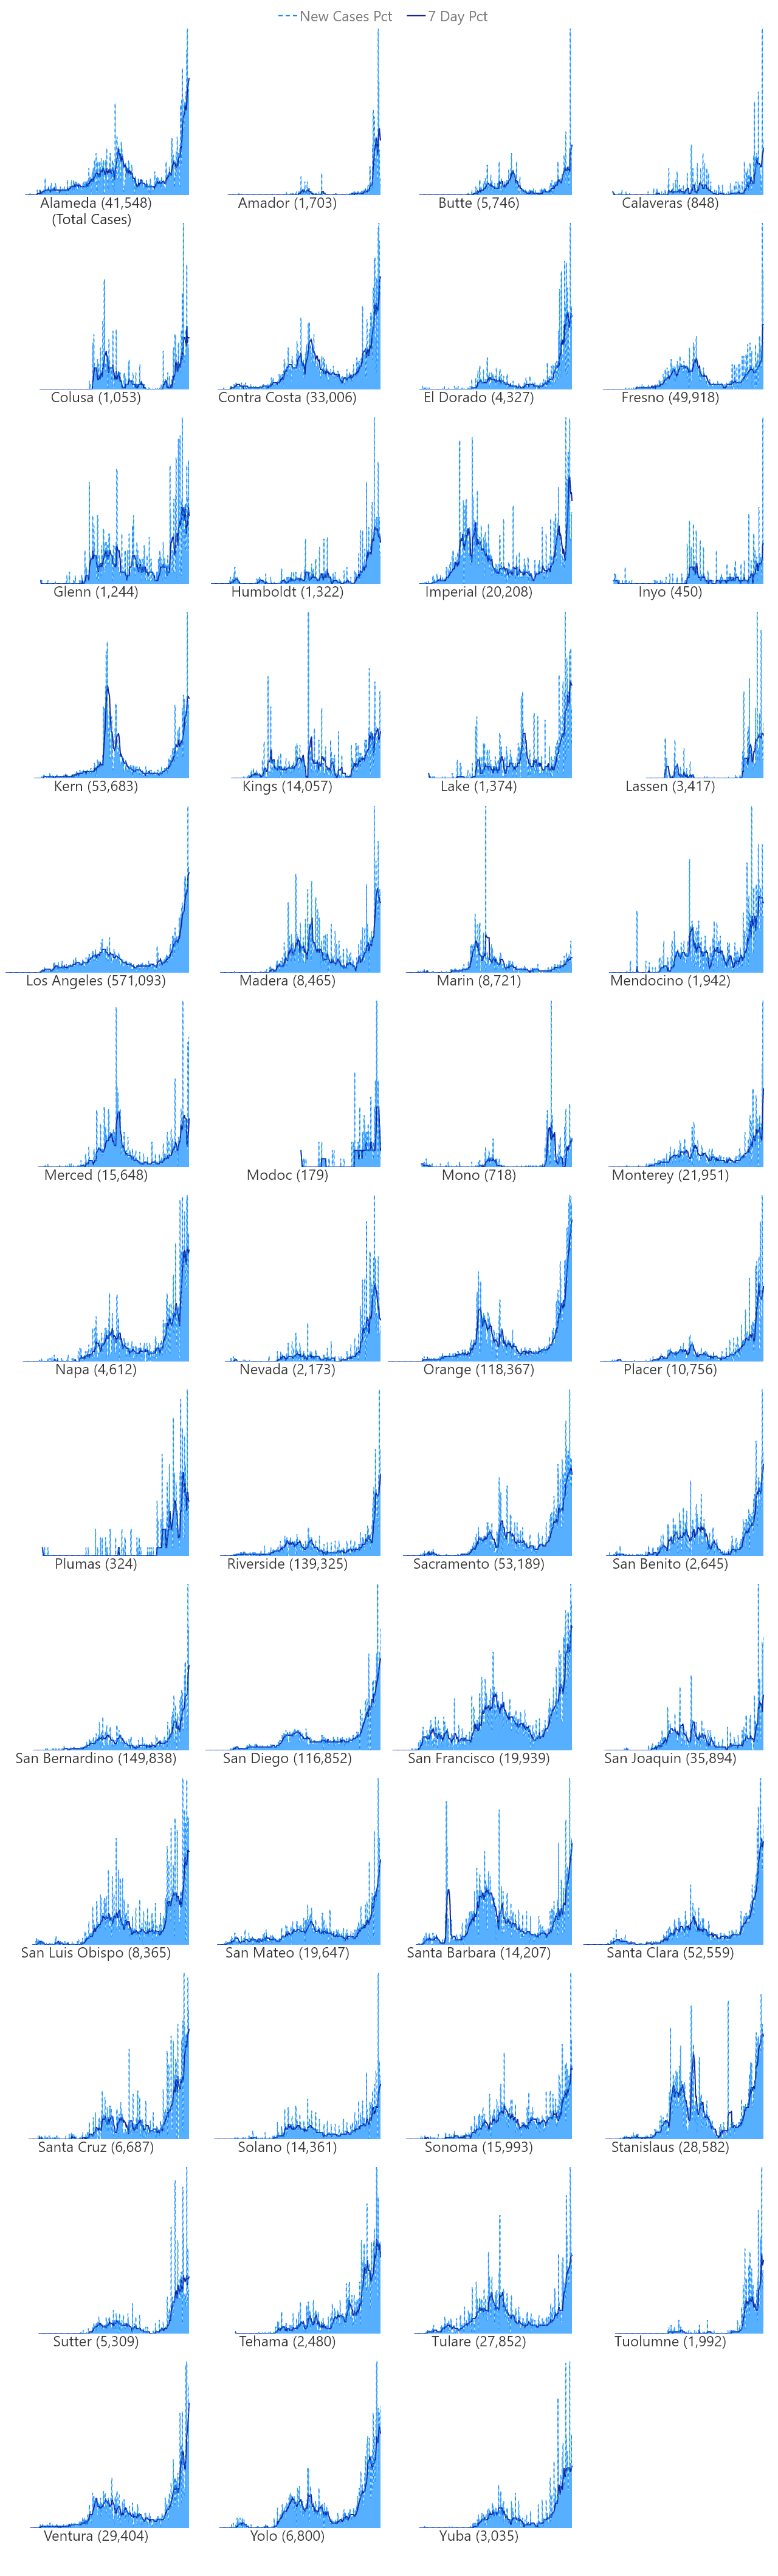 New Cases Pct 7 Day Pct
Alameda (41,548) Amador (1,703) Butte (5,746) Calaveras (848)
(Total Cases)
Colusa (1,053) Contra Costa (33,006) El Dorado (4,327) Fresno (49,918)
Glenn (1,244) Humboldt (1,322) Imperial (20,208) Inyo (450)
Kern (53,683) Kings (14,057) Lake (1,374) Lassen (3,417)
Los Angeles (571,093) Madera (8,465) Marin (8,721) Mendocino (1,942)
Merced (15,648) Modoc (179) Mono (718) Monterey (21,951)
Napa (4,612) Nevada (2,173) Orange (118,367) Placer (10,756)
Plumas (324) Riverside (139,325) Sacramento (53,189) San Benito (2,645)
San Bernardino (149,838) San Diego (116,852) San Francisco (19,939) San Joaquin (35,894)
San Luis Obispo (8,365) San Mateo (19,647) Santa Barbara (14,207) Santa Clara (52,559)
Santa Cruz (6,687) Solano (14,361) Sonoma (15,993) Stanislaus (28,582)
Sutter (5,309) Tehama (2,480) Tulare (27,852) Tuolumne (1,992)
Ventura (29,404) Yolo (6,800) Yuba (3,035)